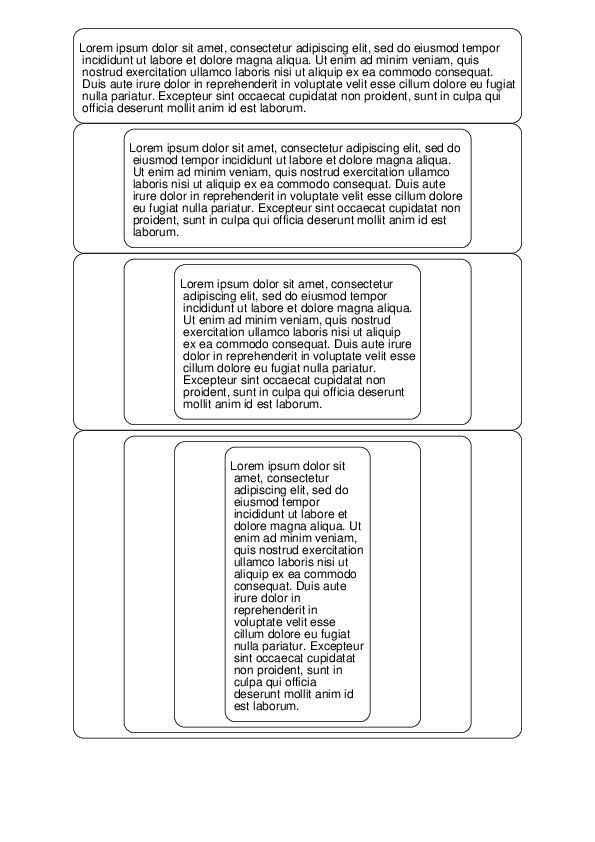 Lorem ipsum dolor sit amet, consectetur adipiscing elit, sed do eiusmod tempor
incididunt ut labore et dolore magna aliqua. Ut enim ad minim veniam, quis
nostrud exercitation ullamco laboris nisi ut aliquip ex ea commodo consequat.
Duis aute irure dolor in reprehenderit in voluptate velit esse cillum dolore eu fugiat
nulla pariatur. Excepteur sint occaecat cupidatat non proident, sunt in culpa qui
officia deserunt mollit anim id est laborum.
Lorem ipsum dolor sit amet, consectetur adipiscing elit, sed do
eiusmod tempor incididunt ut labore et dolore magna aliqua.
Ut enim ad minim veniam, quis nostrud exercitation ullamco
laboris nisi ut aliquip ex ea commodo consequat. Duis aute
irure dolor in reprehenderit in voluptate velit esse cillum dolore
eu fugiat nulla pariatur. Excepteur sint occaecat cupidatat non
proident, sunt in culpa qui officia deserunt mollit anim id est
laborum.
Lorem ipsum dolor sit amet, consectetur
adipiscing elit, sed do eiusmod tempor
incididunt ut labore et dolore magna aliqua.
Ut enim ad minim veniam, quis nostrud
exercitation ullamco laboris nisi ut aliquip
ex ea commodo consequat. Duis aute irure
dolor in reprehenderit in voluptate velit esse
cillum dolore eu fugiat nulla pariatur.
Excepteur sint occaecat cupidatat non
proident, sunt in culpa qui officia deserunt
mollit anim id est laborum.
Lorem ipsum dolor sit
amet, consectetur
adipiscing elit, sed do
eiusmod tempor
incididunt ut labore et
dolore magna aliqua. Ut
enim ad minim veniam,
quis nostrud exercitation
ullamco laboris nisi ut
aliquip ex ea commodo
consequat. Duis aute
irure dolor in
reprehenderit in
voluptate velit esse
cillum dolore eu fugiat
nulla pariatur. Excepteur
sint occaecat cupidatat
non proident, sunt in
culpa qui officia
deserunt mollit anim id
est laborum.